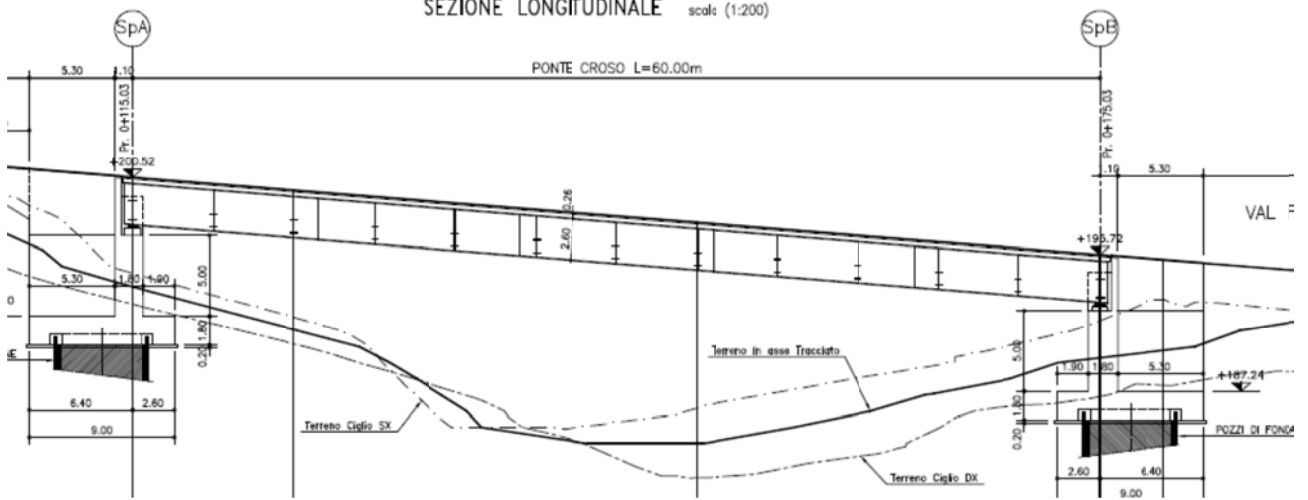 SEZIONE LONGITUDINALE scala (1:200)
SpA
SpB
5.30
1.10
PONTE CROSO L=60.00m
Pr. 0+115.03
Pr. 0+175.03
+200.52
1.10
5.30
0.26
2.60
VAL
+195.72
5.00
5.30
1.80
1.90
1.80
0.20
Terreno in asse Tracciato
5.00
1.90
1.80
5.30
+187.24
1.80
0.20
6.40
2.60
9.00
Terreno Ciglio SX
Terreno Ciglio DX
POZZI DI FONDA
2.60
6.40
9.00